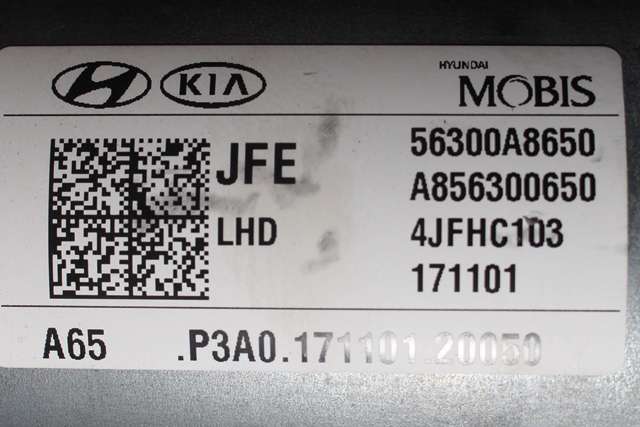 KIA
HYUNDAI
MOBIS
JFE
LHD
56300A8650
A856300650
4JFHC103
171101
A65 .P3A0.171101.20050